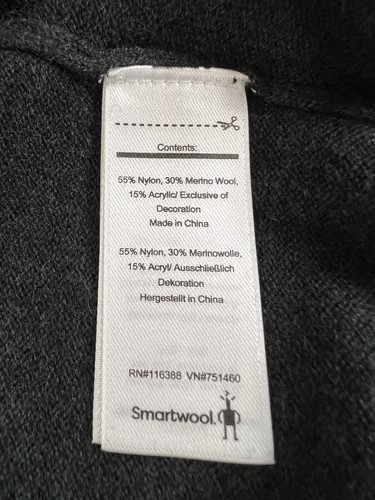 Contents:
55% Nylon, 30% Merino Wool,
15% Acrylic/ Exclusive of
Decoration
Made in China
55% Nylon, 30% Merinowolle,
15% Acryl/ Ausschließlich
Dekoration
Hergestellt in China
RN#116388 VN#751460
Smartwool.